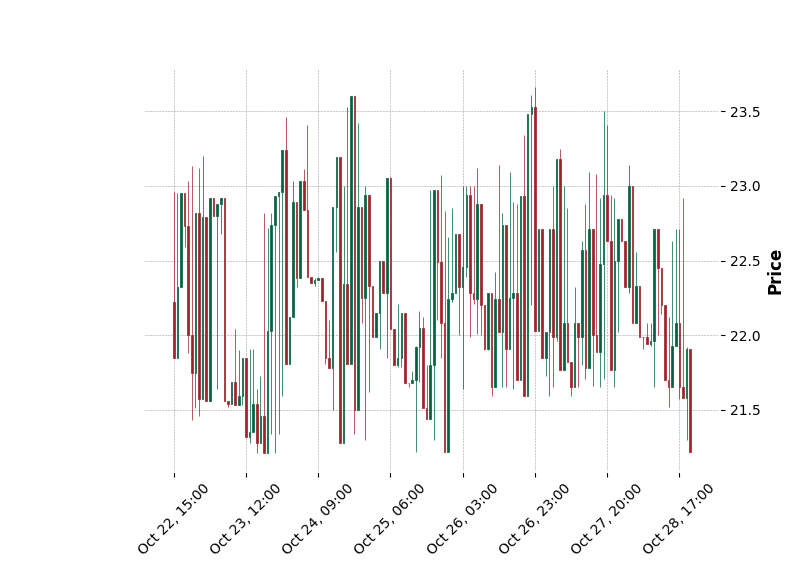 23.5
23.0
22.5
22.0
21.5
Price
Oct 22, 15:00
Oct 23, 12:00
Oct 24, 09:00
Oct 25, 06:00
Oct 26, 03:00
Oct 26, 23:00
Oct 27, 20:00
Oct 28, 17:00